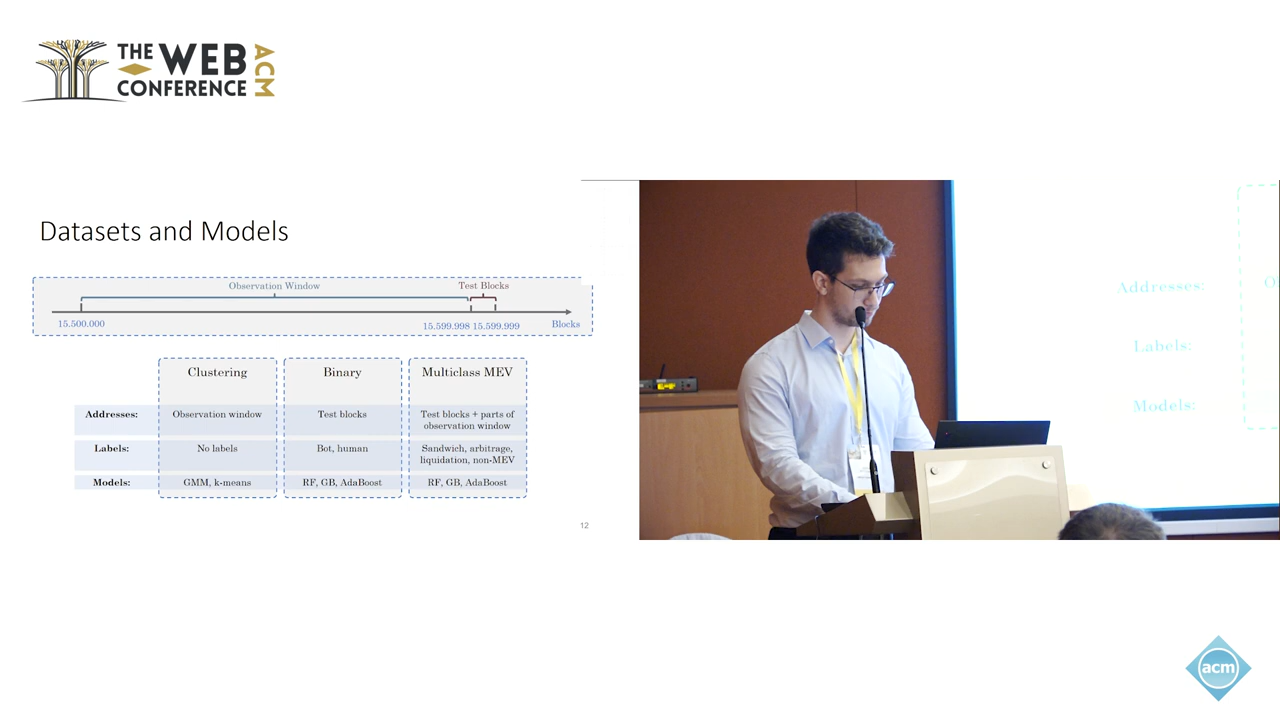 THE WEB
CONFERENCE
ACM
Datasets and Models
Observation Window
Test Blocks
15.500.000
15.599.998 15.599.999
Blocks
Clustering
Binary
Multiclass MEV
Addresses:
Observation window
Test blocks
Test blocks + parts of
observation window
Labels:
No labels
Bot, human
Sandwich, arbitrage,
liquidation, non-MEV
Models:
GMM, k-means
RF, GB, AdaBoost
RF, GB, AdaBoost
12
Addresses:
Labels:
Models:
acm